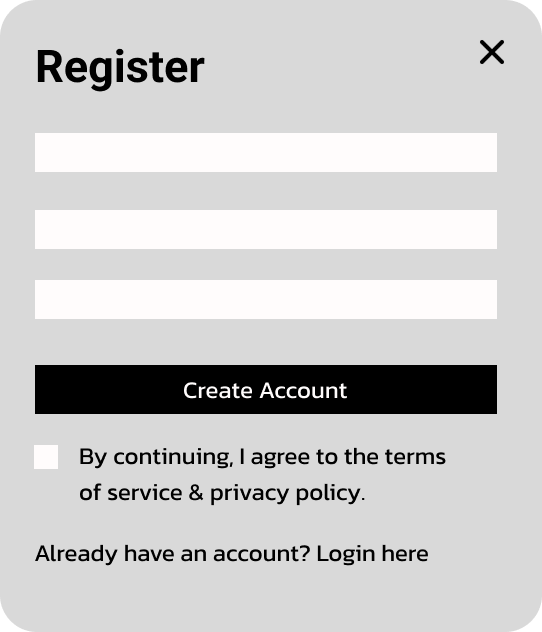 Register
Create Account
By continuing, I agree to the terms
of service & privacy policy.
Already have an account? Login here